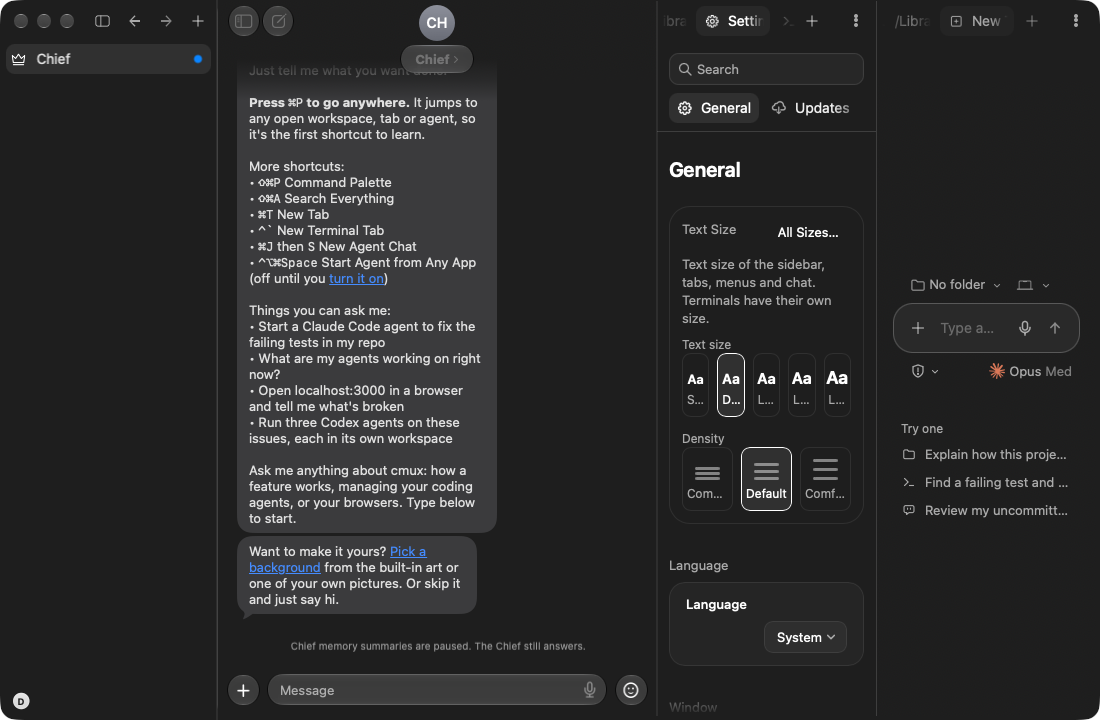 Chief
CH
Chief ›
Just tell me what you want done.
Press ⌘P to go anywhere. It jumps to
any open workspace, tab or agent, so
it's the first shortcut to learn.
More shortcuts:
• ⇧⌘P Command Palette
• ⇧⌘A Search Everything
• ⌘T New Tab
• ^` New Terminal Tab
• ⌘J then S New Agent Chat
• ^⌥⌘Space Start Agent from Any App
(off until you turn it on)
Things you can ask me:
• Start a Claude Code agent to fix the
failing tests in my repo
• What are my agents working on right
now?
• Open localhost:3000 in a browser
and tell me what's broken
• Run three Codex agents on these
issues, each in its own workspace
Ask me anything about cmux: how a
feature works, managing your coding
agents, or your browsers. Type below
to start.
Want to make it yours? Pick a
background from the built-in art or
one of your own pictures. Or skip it
and just say hi.
Chief memory summaries are paused. The Chief still answers.
Message
D
Settin
Search
General
Updates
General
Text Size
All Sizes...
Text size of the sidebar,
tabs, menus and chat.
Terminals have their own
size.
Text size
Aa Aa Aa Aa Aa
S... D... L... L... L...
Density
Com... Default Comf...
Language
Language
System
Window
/Libra
New
No folder
Type a...
Opus Med
Try one
Explain how this proje...
Find a failing test and ...
Review my uncommitt...